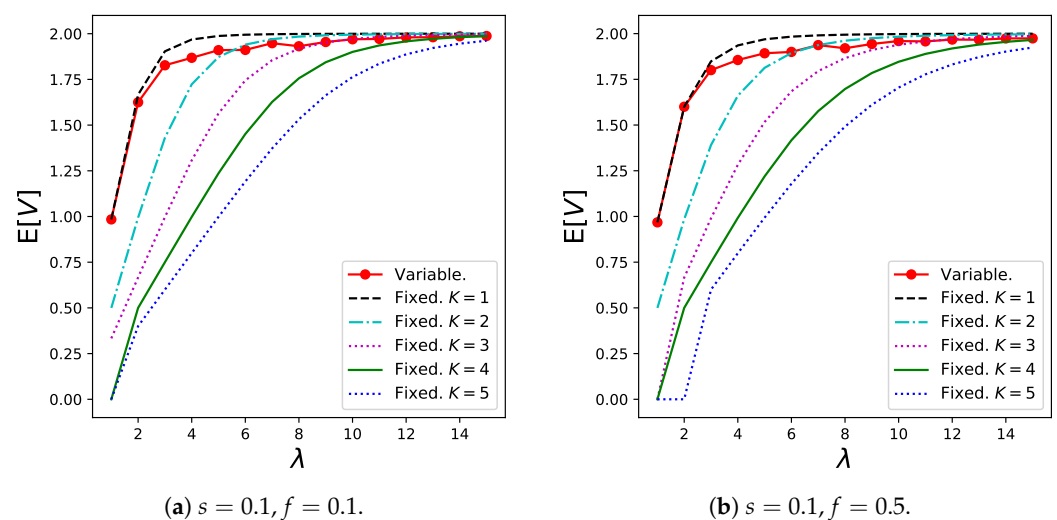 2.00
1.75
1.50
1.25
1.00
0.75
0.50
0.25
0.00
E[V]
2 4 6 8 10 12 14
λ
Variable.
Fixed. K = 1
Fixed. K = 2
Fixed. K = 3
Fixed. K = 4
Fixed. K = 5
(a) s = 0.1, f = 0.1.
2.00
1.75
1.50
1.25
1.00
0.75
0.50
0.25
0.00
E[V]
2 4 6 8 10 12 14
λ
Variable.
Fixed. K = 1
Fixed. K = 2
Fixed. K = 3
Fixed. K = 4
Fixed. K = 5
(b) s = 0.1, f = 0.5.